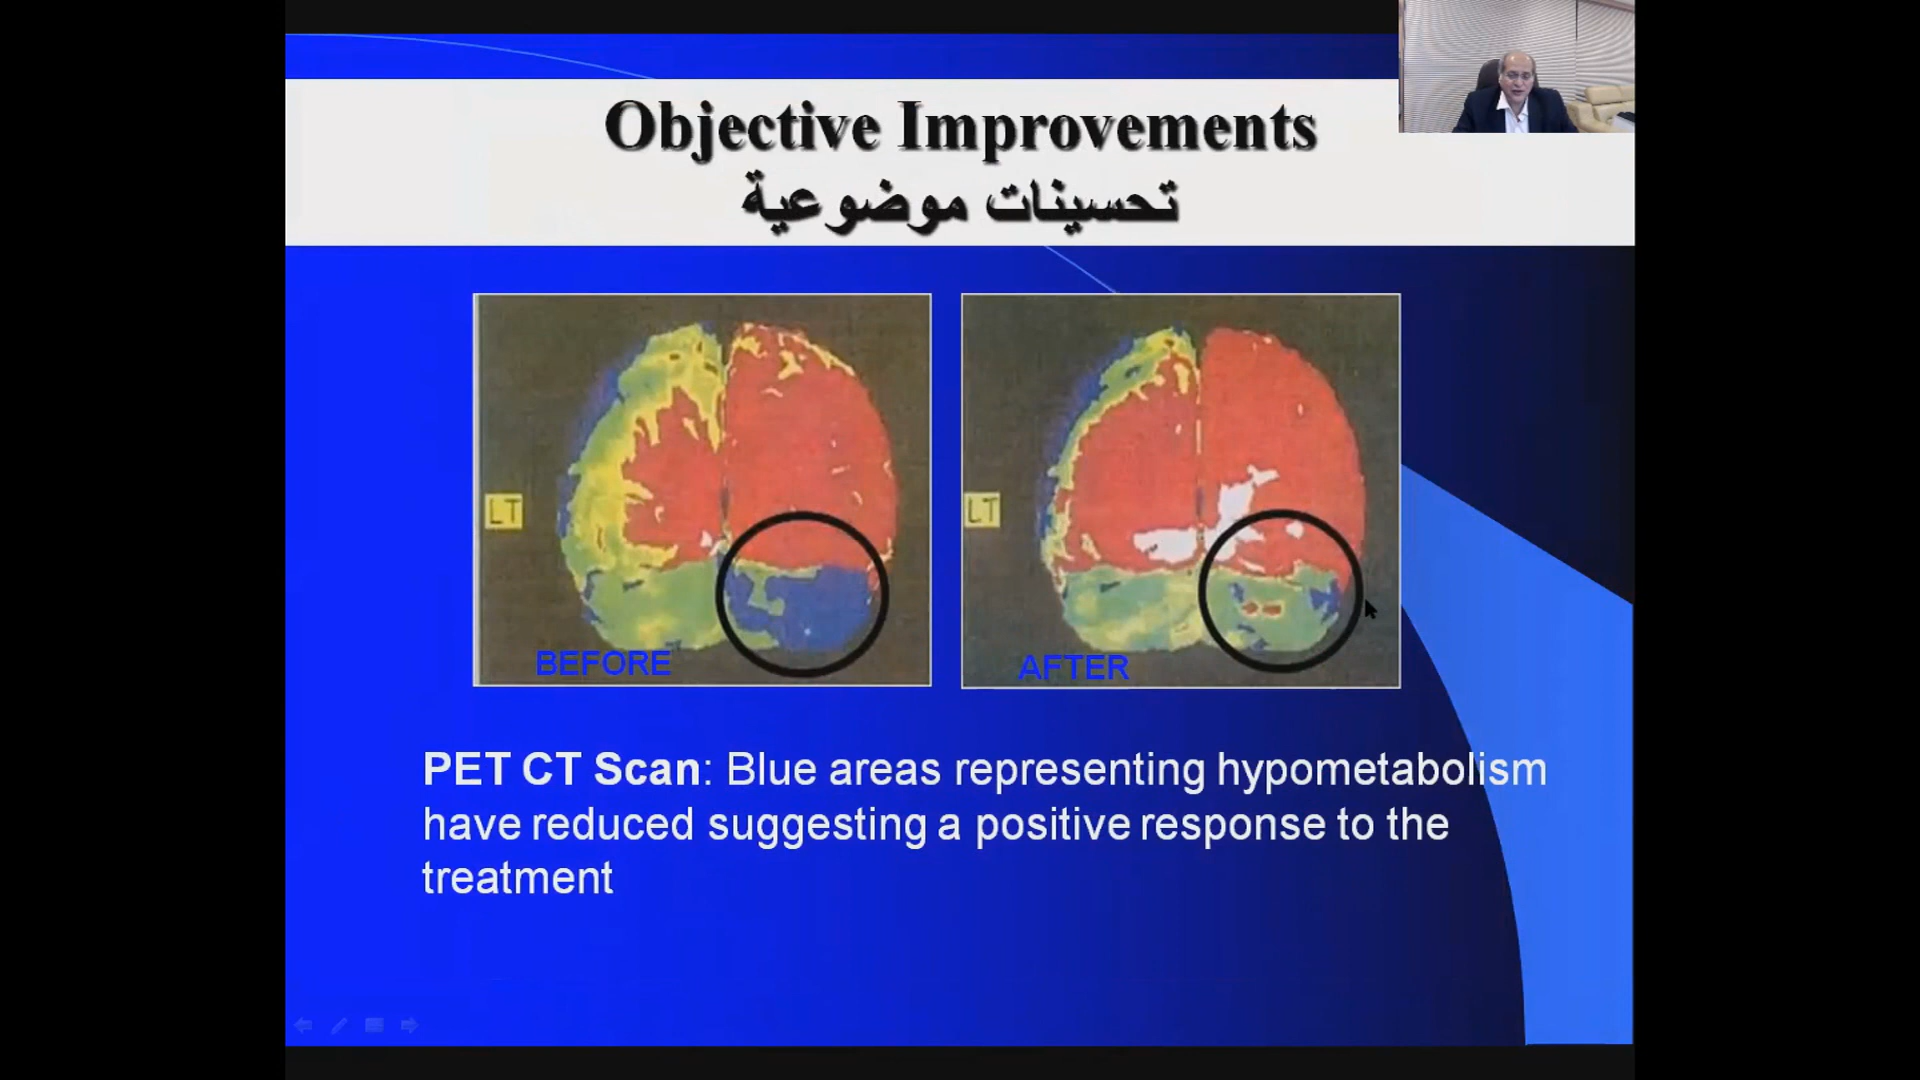 Objective Improvements
تحسينات موضوعية
LT
BEFORE
LT
AFTER
PET CT Scan: Blue areas representing hypometabolism
have reduced suggesting a positive response to the
treatment